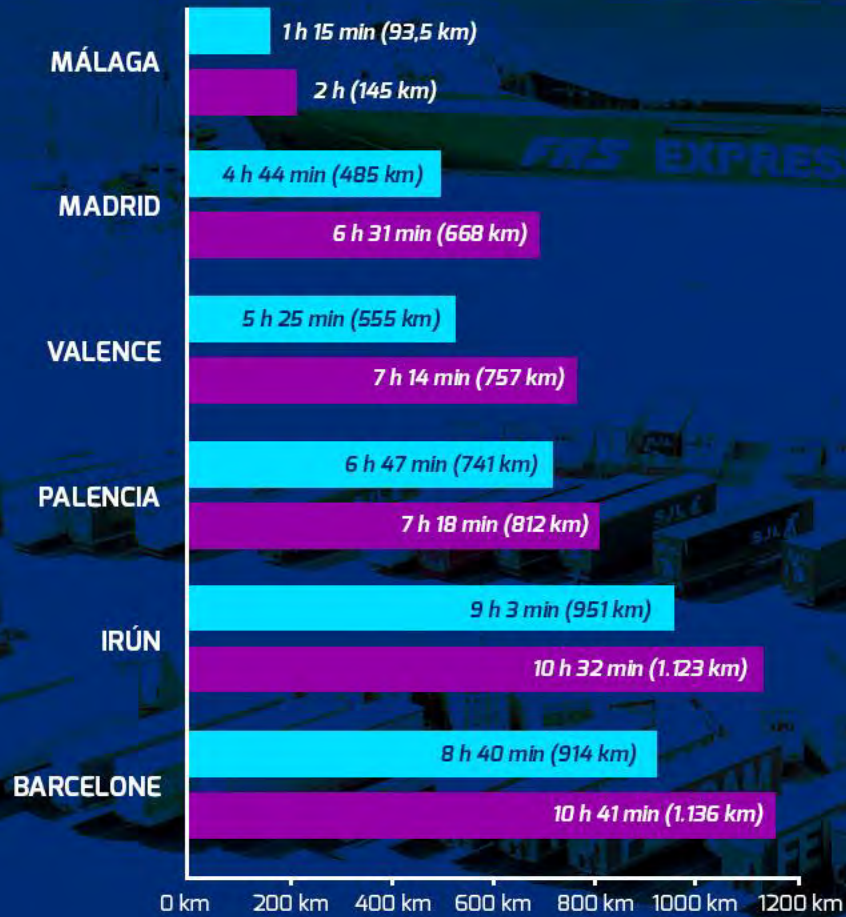 MÁLAGA
1 h 15 min (93,5 km)
2 h (145 km)
FRS EXPRES
MADRID
4 h 44 min (485 km)
6 h 31 min (668 km)
VALENCE
5 h 25 min (555 km)
7 h 14 min (757 km)
PALENCIA
6 h 47 min (741 km)
7 h 18 min (812 km)
SJL
SJL
IRÚN
9 h 3 min (951 km)
10 h 32 min (1.123 km)
BARCELONE
8 h 40 min (914 km)
10 h 41 min (1.136 km)
0 km 200 km 400 km 600 km 800 km 1000 km 1200 km